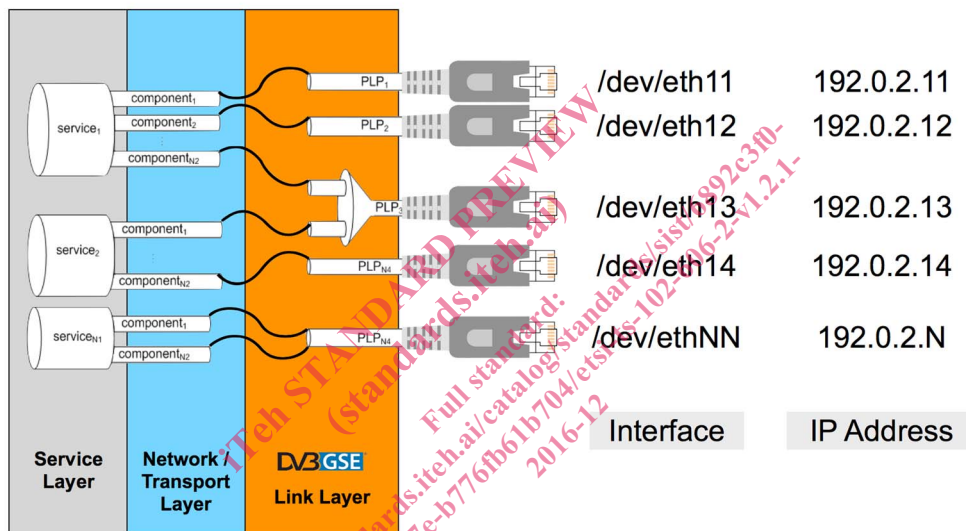 PLP1
/dev/eth11 192.0.2.11
component1
component2
PLP2
/dev/eth12 192.0.2.12
service1
componentN2
PLP3
/dev/eth13 192.0.2.13
component1
service2
PLPN4
/dev/eth14 192.0.2.14
componentN2
component1
serviceN1
PLPN4
/dev/ethNN 192.0.2.N
componentN2
Interface IP Address
Service Layer
Network / Transport Layer
DVB GSE
Link Layer
iTeh STANDARD PREVIEW
(standards.iteh.ai)
Full standard:
2016-12